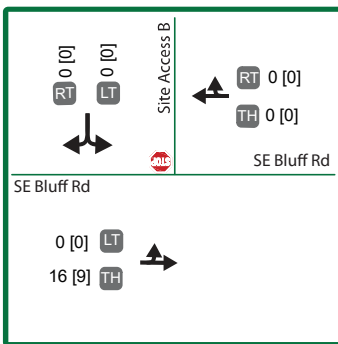 0 [0]
RT
0 [0]
LT
Site Access B
STOP
RT 0 [0]
TH 0 [0]
SE Bluff Rd
SE Bluff Rd
0 [0] LT
16 [9] TH